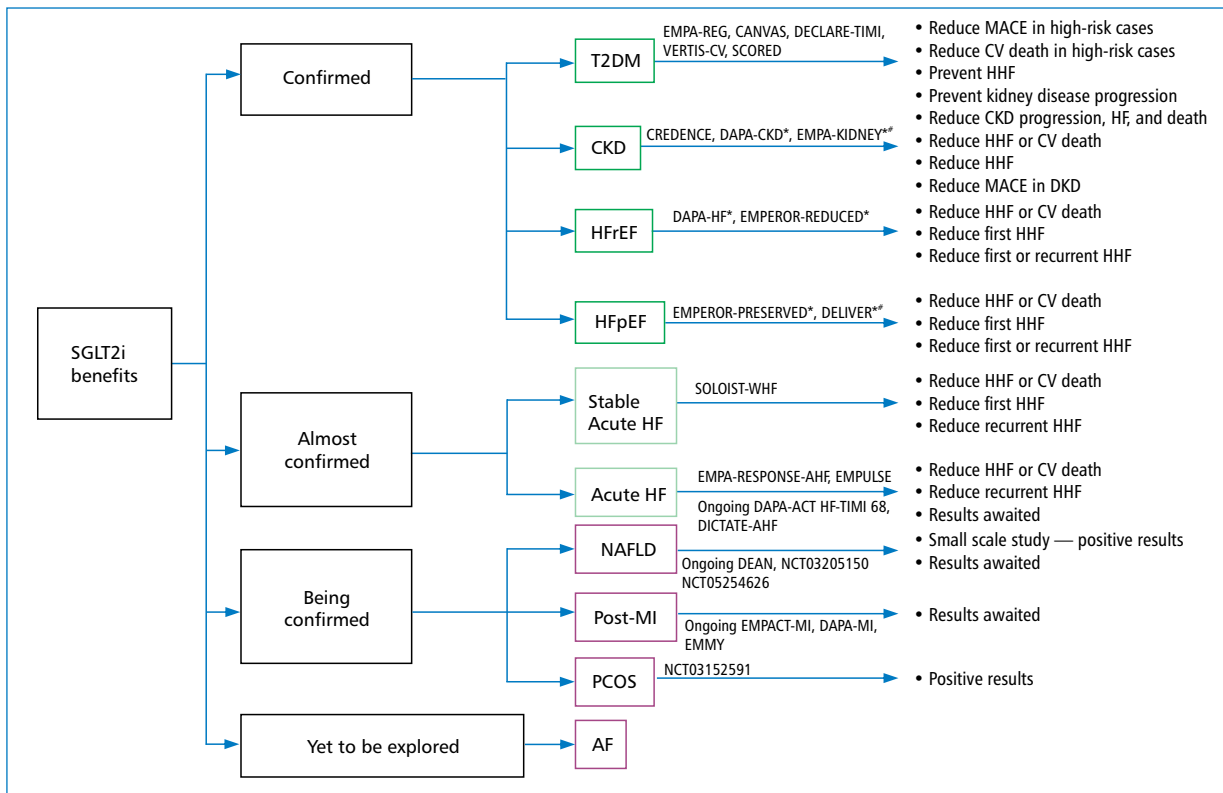 SGLT2i
benefits
Confirmed
T2DM
EMPA-REG, CANVAS, DECLARE-TIMI,
VERTIS-CV, SCORED
• Reduce MACE in high-risk cases
• Reduce CV death in high-risk cases
• Prevent HHF
• Prevent kidney disease progression
CKD
CREDENCE, DAPA-CKD*, EMPA-KIDNEY*#
• Reduce CKD progression, HF, and death
• Reduce HHF or CV death
• Reduce HHF
• Reduce MACE in DKD
HFrEF
DAPA-HF*, EMPEROR-REDUCED*
• Reduce HHF or CV death
• Reduce first HHF
• Reduce first or recurrent HHF
HFpEF
EMPEROR-PRESERVED*, DELIVER*#
• Reduce HHF or CV death
• Reduce first HHF
• Reduce first or recurrent HHF
Almost
confirmed
Stable
Acute HF
SOLOIST-WHF
• Reduce HHF or CV death
• Reduce first HHF
• Reduce recurrent HHF
Acute HF
EMPA-RESPONSE-AHF, EMPULSE
Ongoing DAPA-ACT HF-TIMI 68,
DICTATE-AHF
• Reduce HHF or CV death
• Reduce recurrent HHF
• Results awaited
Being
confirmed
NAFLD
Ongoing DEAN, NCT03205150
NCT05254626
• Small scale study — positive results
• Results awaited
Post-MI
Ongoing EMPACT-MI, DAPA-MI,
EMMY
• Results awaited
PCOS
NCT03152591
• Positive results
Yet to be explored
AF